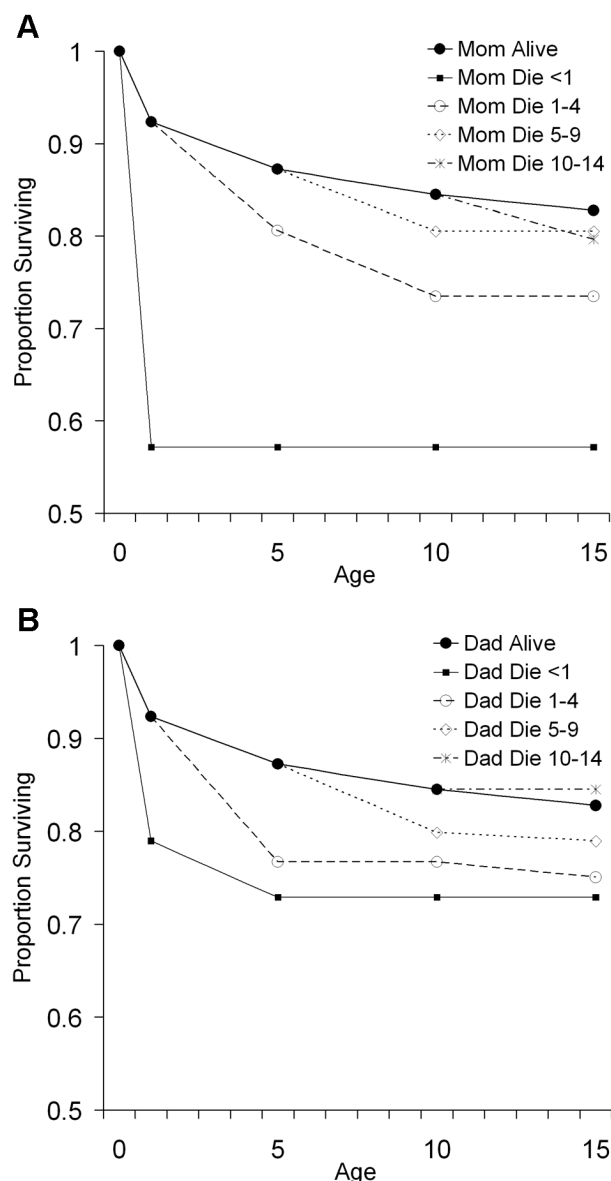 A
1
0.9
0.8
0.7
0.6
0.5
Proportion Surviving
Mom Alive
Mom Die <1
Mom Die 1-4
Mom Die 5-9
Mom Die 10-14
0 5 10 15
Age
B
1
0.9
0.8
0.7
0.6
0.5
Proportion Surviving
Dad Alive
Dad Die <1
Dad Die 1-4
Dad Die 5-9
Dad Die 10-14
0 5 10 15
Age